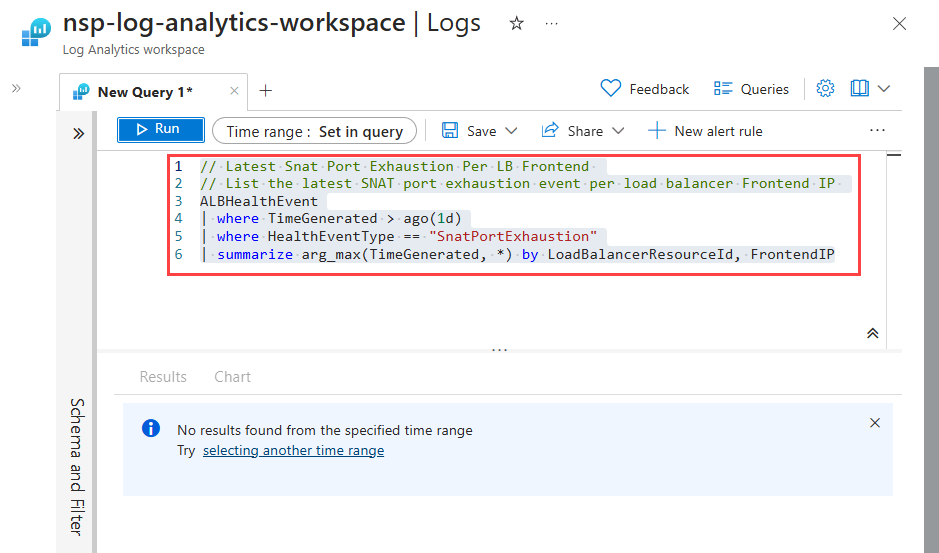 nsp-log-analytics-workspace | Logs
Log Analytics workspace
New Query 1*
Feedback
Queries
Run
Time range : Set in query
Save
Share
New alert rule
1 // Latest Snat Port Exhaustion Per LB Frontend
2 // List the latest SNAT port exhaustion event per load balancer Frontend IP
3 ALBHealthEvent
4 | where TimeGenerated > ago(1d)
5 | where HealthEventType == "SnatPortExhaustion"
6 | summarize arg_max(TimeGenerated, *) by LoadBalancerResourceId, FrontendIP
Schema and Filter
Results
Chart
No results found from the specified time range
Try selecting another time range